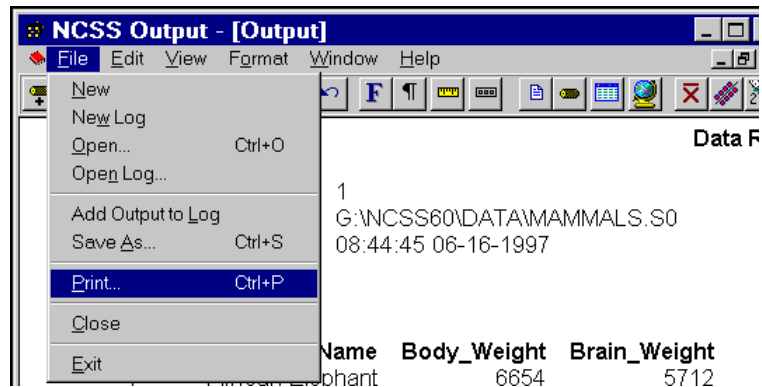 NCSS Output - [Output]
File Edit View Format Window Help
New
New Log
Open... Ctrl+O
Open Log...
Add Output to Log
Save As... Ctrl+S
Print... Ctrl+P
Close
Exit
F ¶
Data R
1
G:\NCSS60\DATA\MAMMALS.S0
08:44:45 06-16-1997
Name Body_Weight Brain_Weight
6654 5712